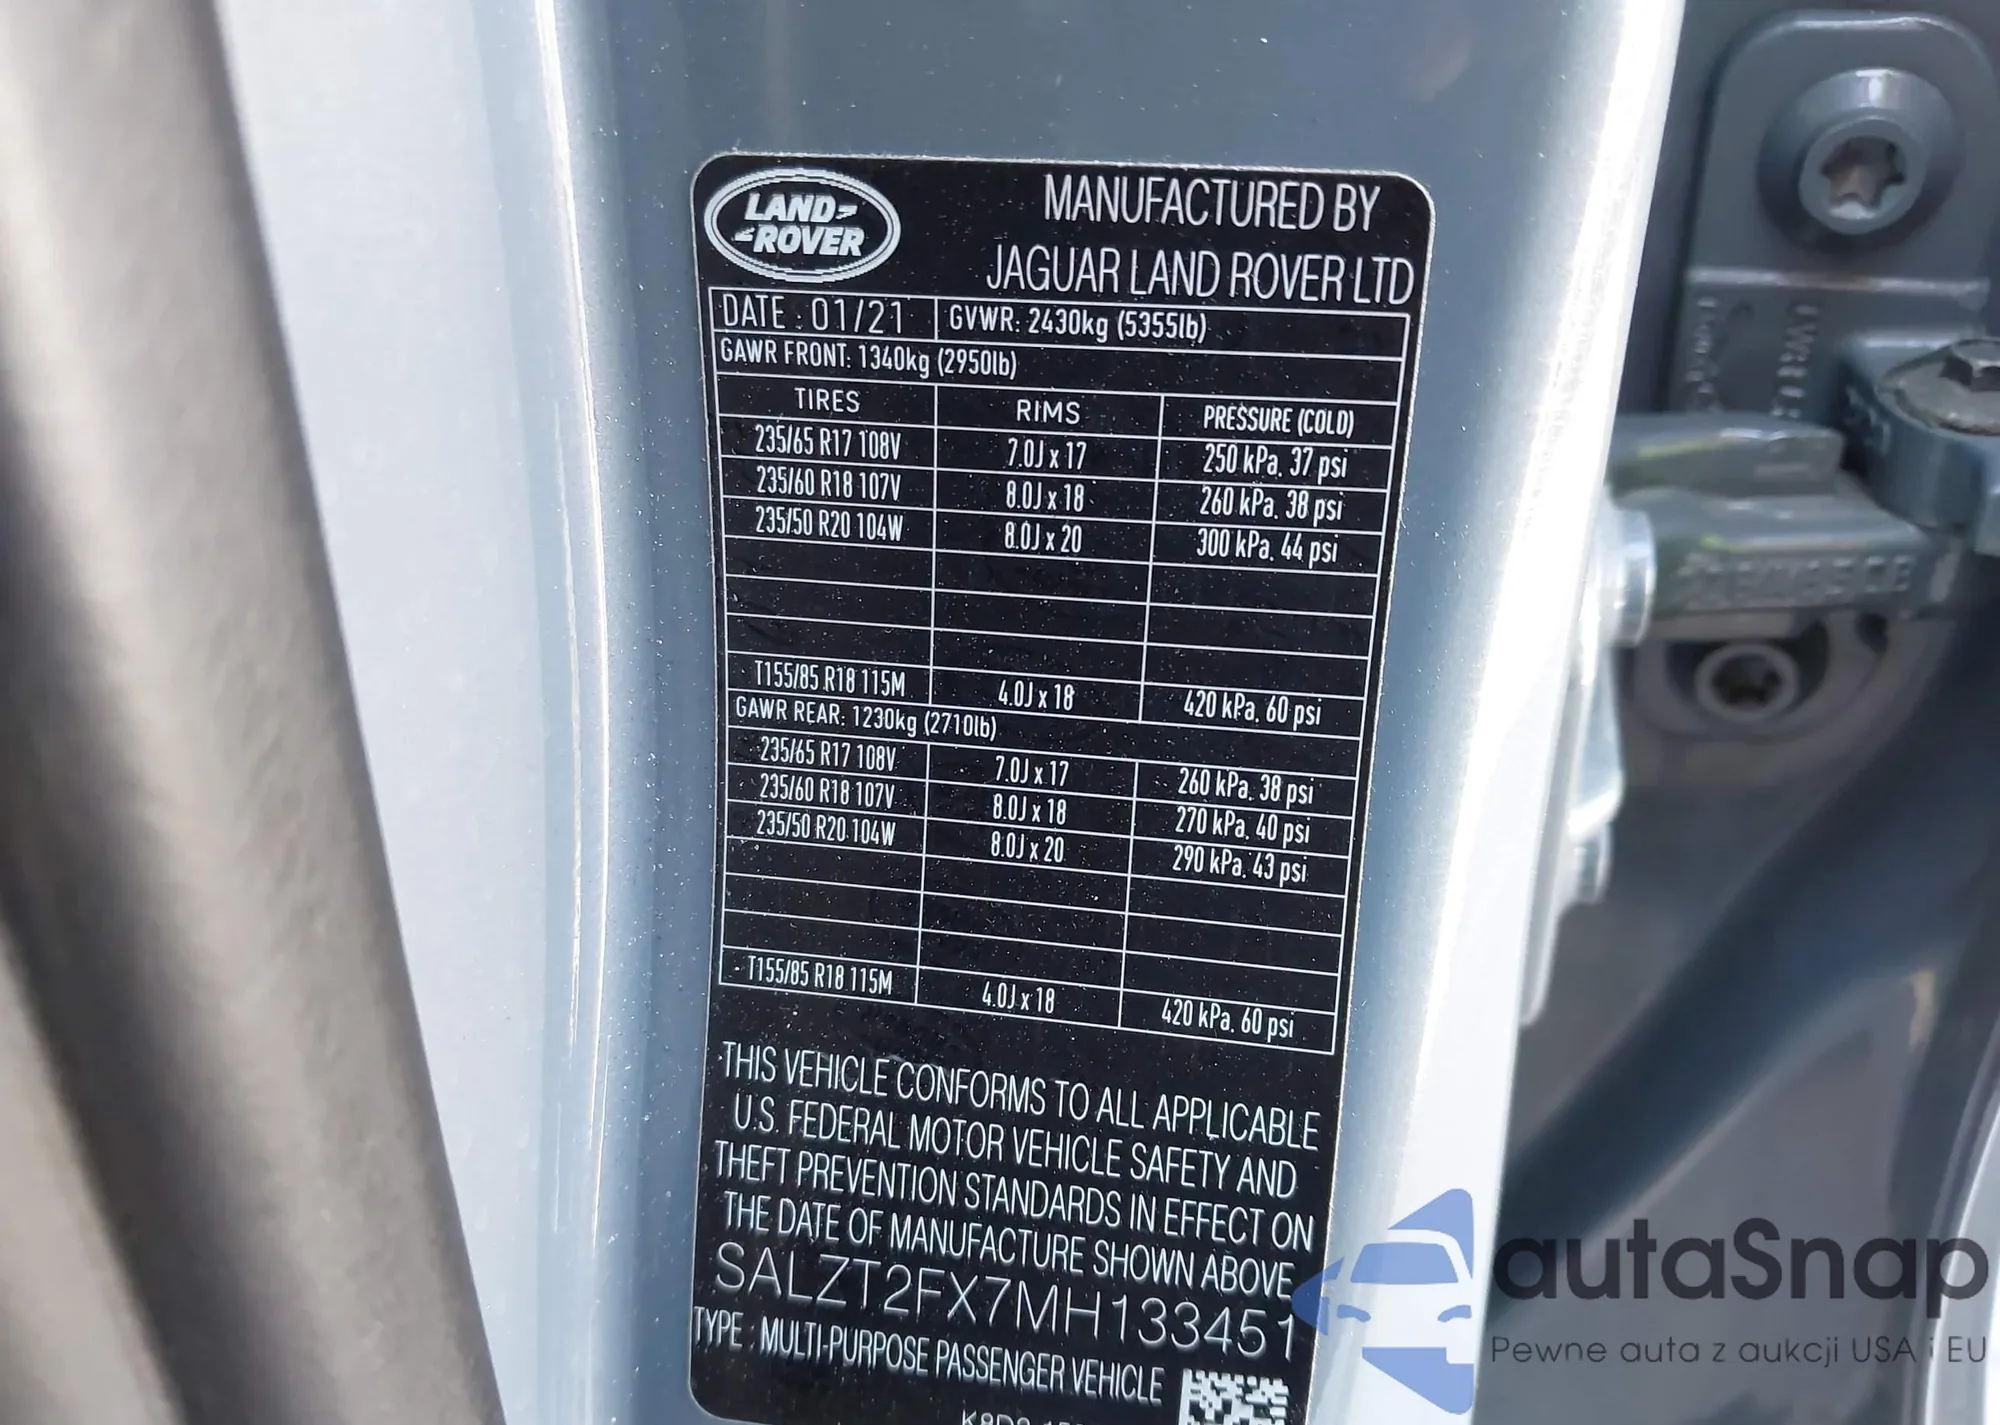 LAND-
-ROVER
MANUFACTURED BY
JAGUAR LAND ROVER LTD
DATE : 01/21 GVWR: 2430kg (5355lb)
GAWR FRONT: 1340kg (2950lb)
TIRES RIMS PRESSURE (COLD)
235/65 R17 108V 7.0J x 17 250 kPa, 37 psi
235/60 R18 107V 8.0J x 18 260 kPa, 38 psi
235/50 R20 104W 8.0J x 20 300 kPa, 44 psi
T155/85 R18 115M 4.0J x 18 420 kPa, 60 psi
GAWR REAR: 1230kg (2710lb)
235/65 R17 108V 7.0J x 17 260 kPa, 38 psi
235/60 R18 107V 8.0J x 18 270 kPa, 40 psi
235/50 R20 104W 8.0J x 20 290 kPa, 43 psi
T155/85 R18 115M 4.0J x 18 420 kPa, 60 psi
THIS VEHICLE CONFORMS TO ALL APPLICABLE
U.S. FEDERAL MOTOR VEHICLE SAFETY AND
THEFT PREVENTION STANDARDS IN EFFECT ON
THE DATE OF MANUFACTURE SHOWN ABOVE
SALZT2FX7MH133451
TYPE : MULTI-PURPOSE PASSENGER VEHICLE
autaSnap
Pewne auta z aukcji USA i EU